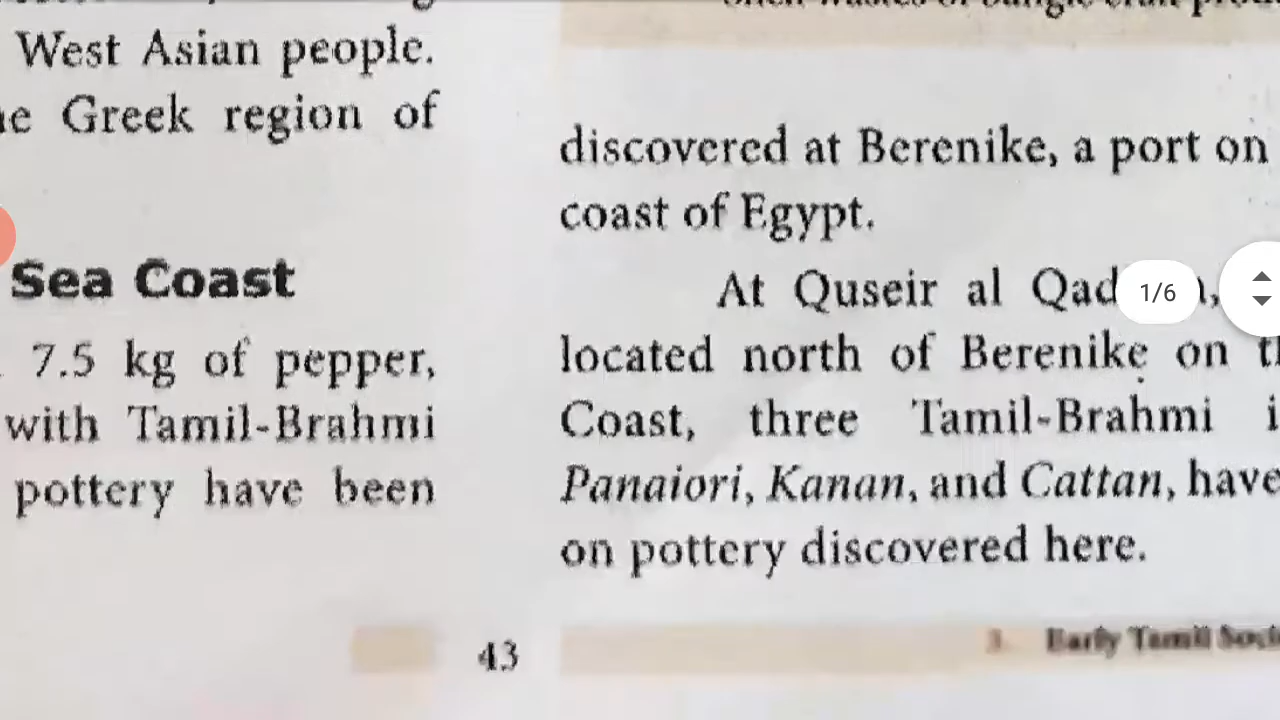 West Asian people.
Greek region of
Sea Coast
7.5 kg of pepper,
with Tamil-Brahmi
pottery have been
discovered at Berenike, a port on
coast of Egypt.
At Quseir al
located north of Berenike on
Coast, three Tamil-Brahmi
Panaiori, Kanan, and Cattan, have
on pottery discovered here.
1/6
43
3. Early Tamil